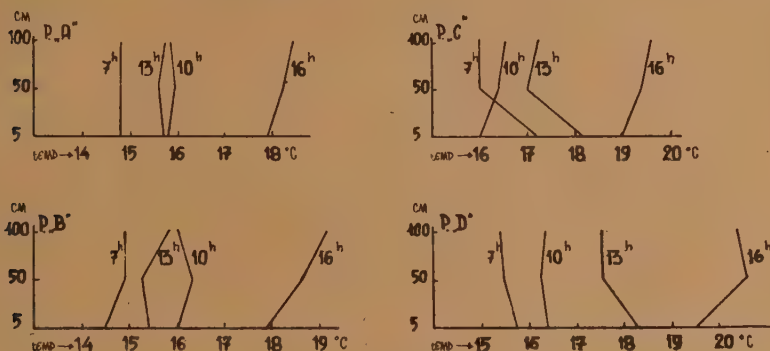 CM
100
50
5
P. „A"
7ʰ
13ʰ
10ʰ
16ʰ
TEMP→ 14 15 16 17 18 °C
CM
100
50
5
P. „C"
7ʰ
10ʰ
13ʰ
16ʰ
TEMP→ 16 17 18 19 20 °C
CM
100
50
5
P. „B"
7ʰ
13ʰ
10ʰ
16ʰ
TEMP→ 14 15 16 17 18 19 °C
CM
100
50
5
P. „D"
7ʰ
10ʰ
13ʰ
16ʰ
TEMP→ 15 16 17 18 19 20 °C